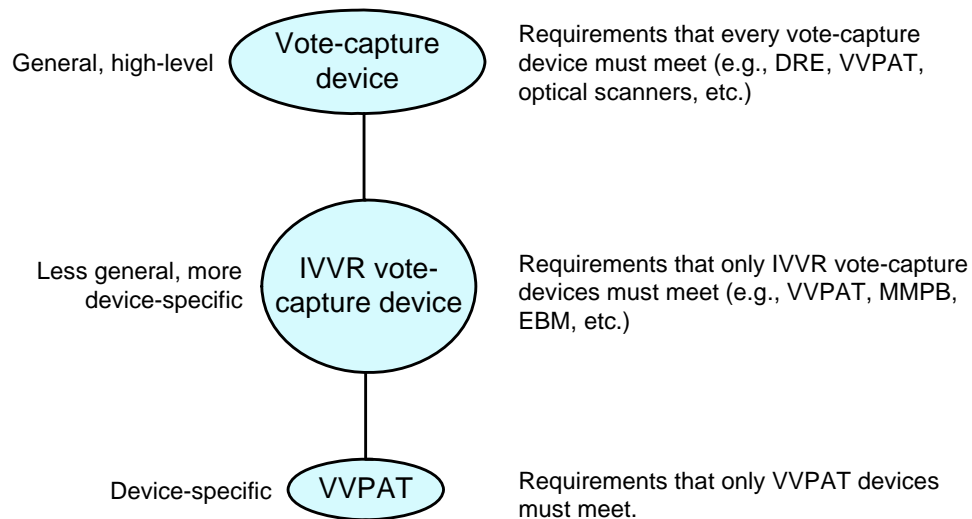 General, high-level
Vote-capture
device
Requirements that every vote-capture
device must meet (e.g., DRE, VVPAT,
optical scanners, etc.)
Less general, more
device-specific
IVVR vote-
capture device
Requirements that only IVVR vote-capture
devices must meet (e.g., VVPAT, MMPB,
EBM, etc.)
Device-specific
VVPAT
Requirements that only VVPAT devices
must meet.